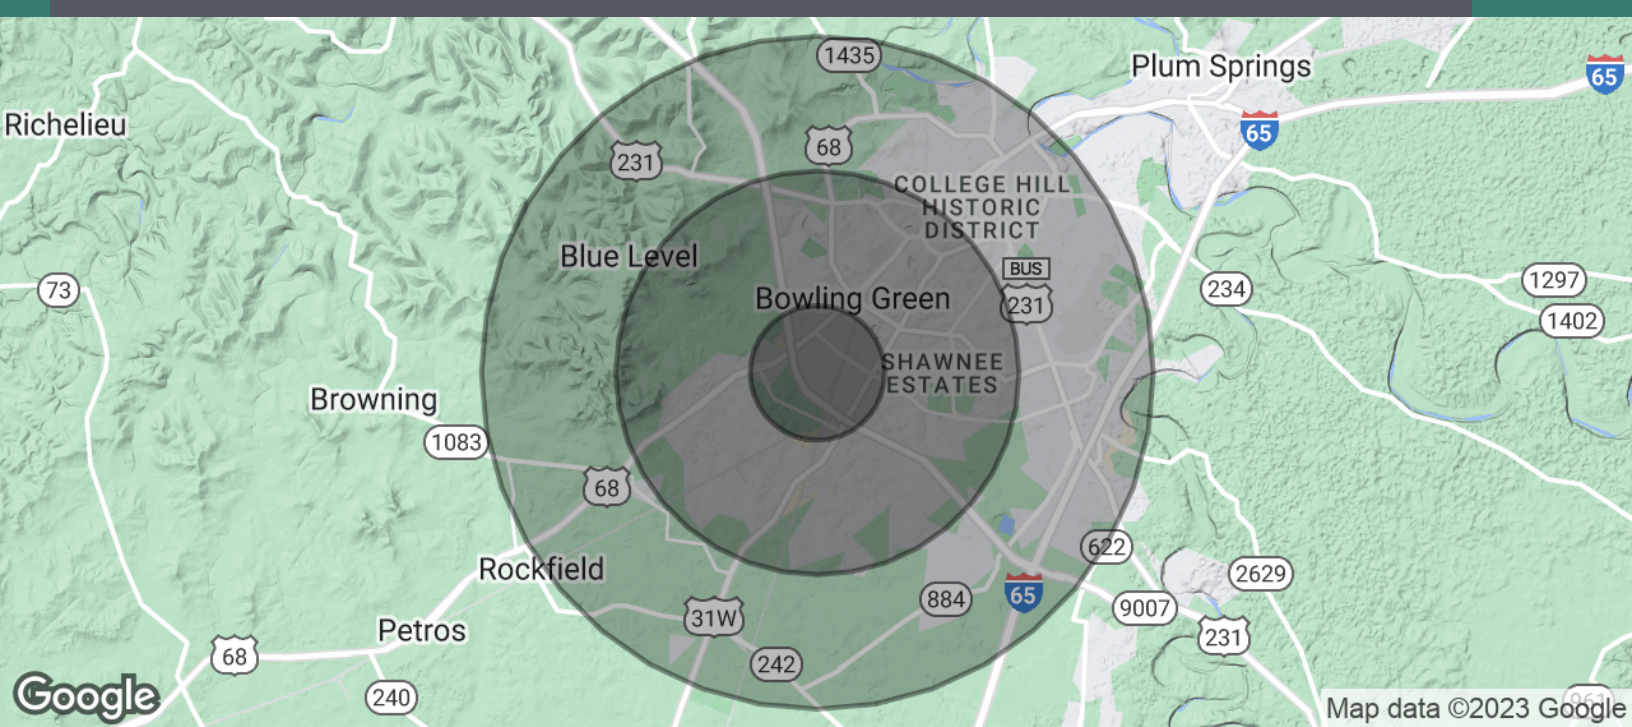 1435
Plum Springs
65
65
Richelieu
68
231
COLLEGE HILL
HISTORIC
DISTRICT
Blue Level
BUS
231
73
234
1297
Bowling Green
1402
SHAWNEE
ESTATES
Browning
1083
68
622
Rockfield
2629
65
884
9007
31W
Petros
231
68
242
240
Google
961
Map data ©2023 Google